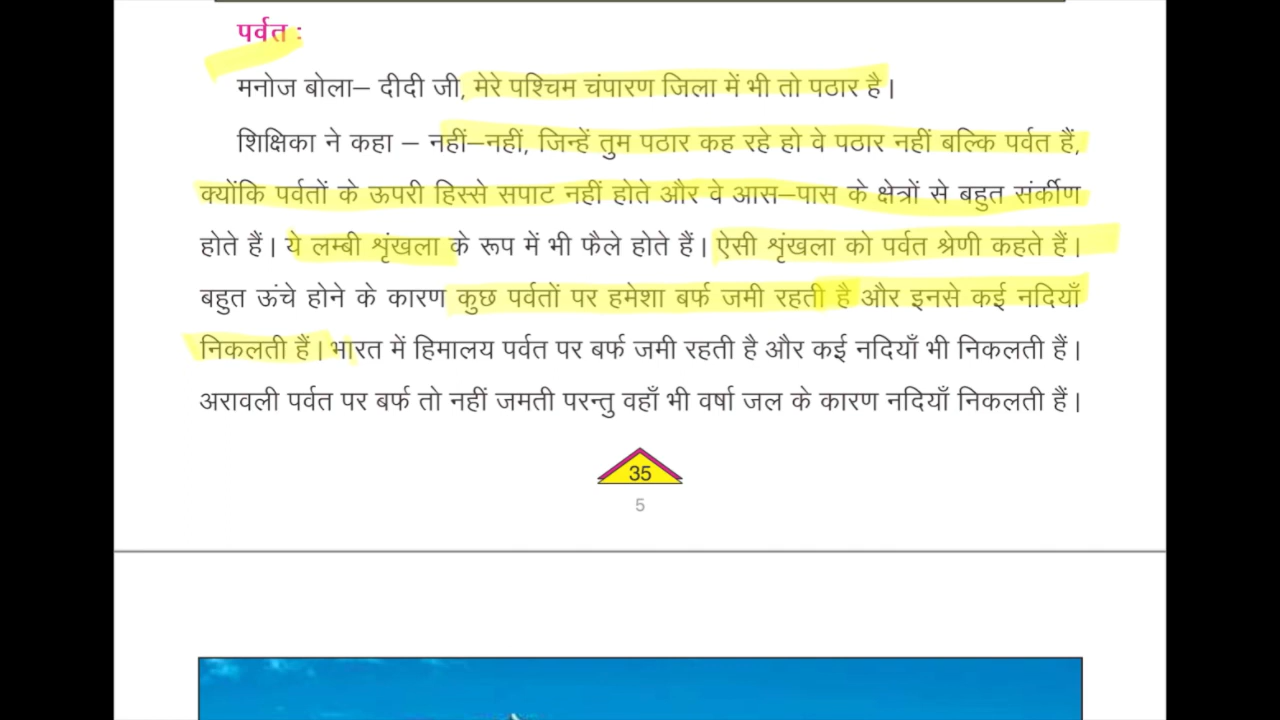 पर्वत :
मनोज बोला– दीदी जी, मेरे पश्चिम चंपारण जिला में भी तो पठार है।
शिक्षिका ने कहा – नहीं–नहीं, जिन्हें तुम पठार कह रहे हो वे पठार नहीं बल्कि पर्वत हैं,
क्योंकि पर्वतों के ऊपरी हिस्से सपाट नहीं होते और वे आस–पास के क्षेत्रों से बहुत संर्कीण
होते हैं। ये लम्बी शृंखला के रूप में भी फैले होते हैं। ऐसी शृंखला को पर्वत श्रेणी कहते हैं।
बहुत ऊंचे होने के कारण कुछ पर्वतों पर हमेशा बर्फ जमी रहती है और इनसे कई नदियाँ
निकलती हैं। भारत में हिमालय पर्वत पर बर्फ जमी रहती है और कई नदियाँ भी निकलती हैं।
अरावली पर्वत पर बर्फ तो नहीं जमती परन्तु वहाँ भी वर्षा जल के कारण नदियाँ निकलती हैं।
35
5